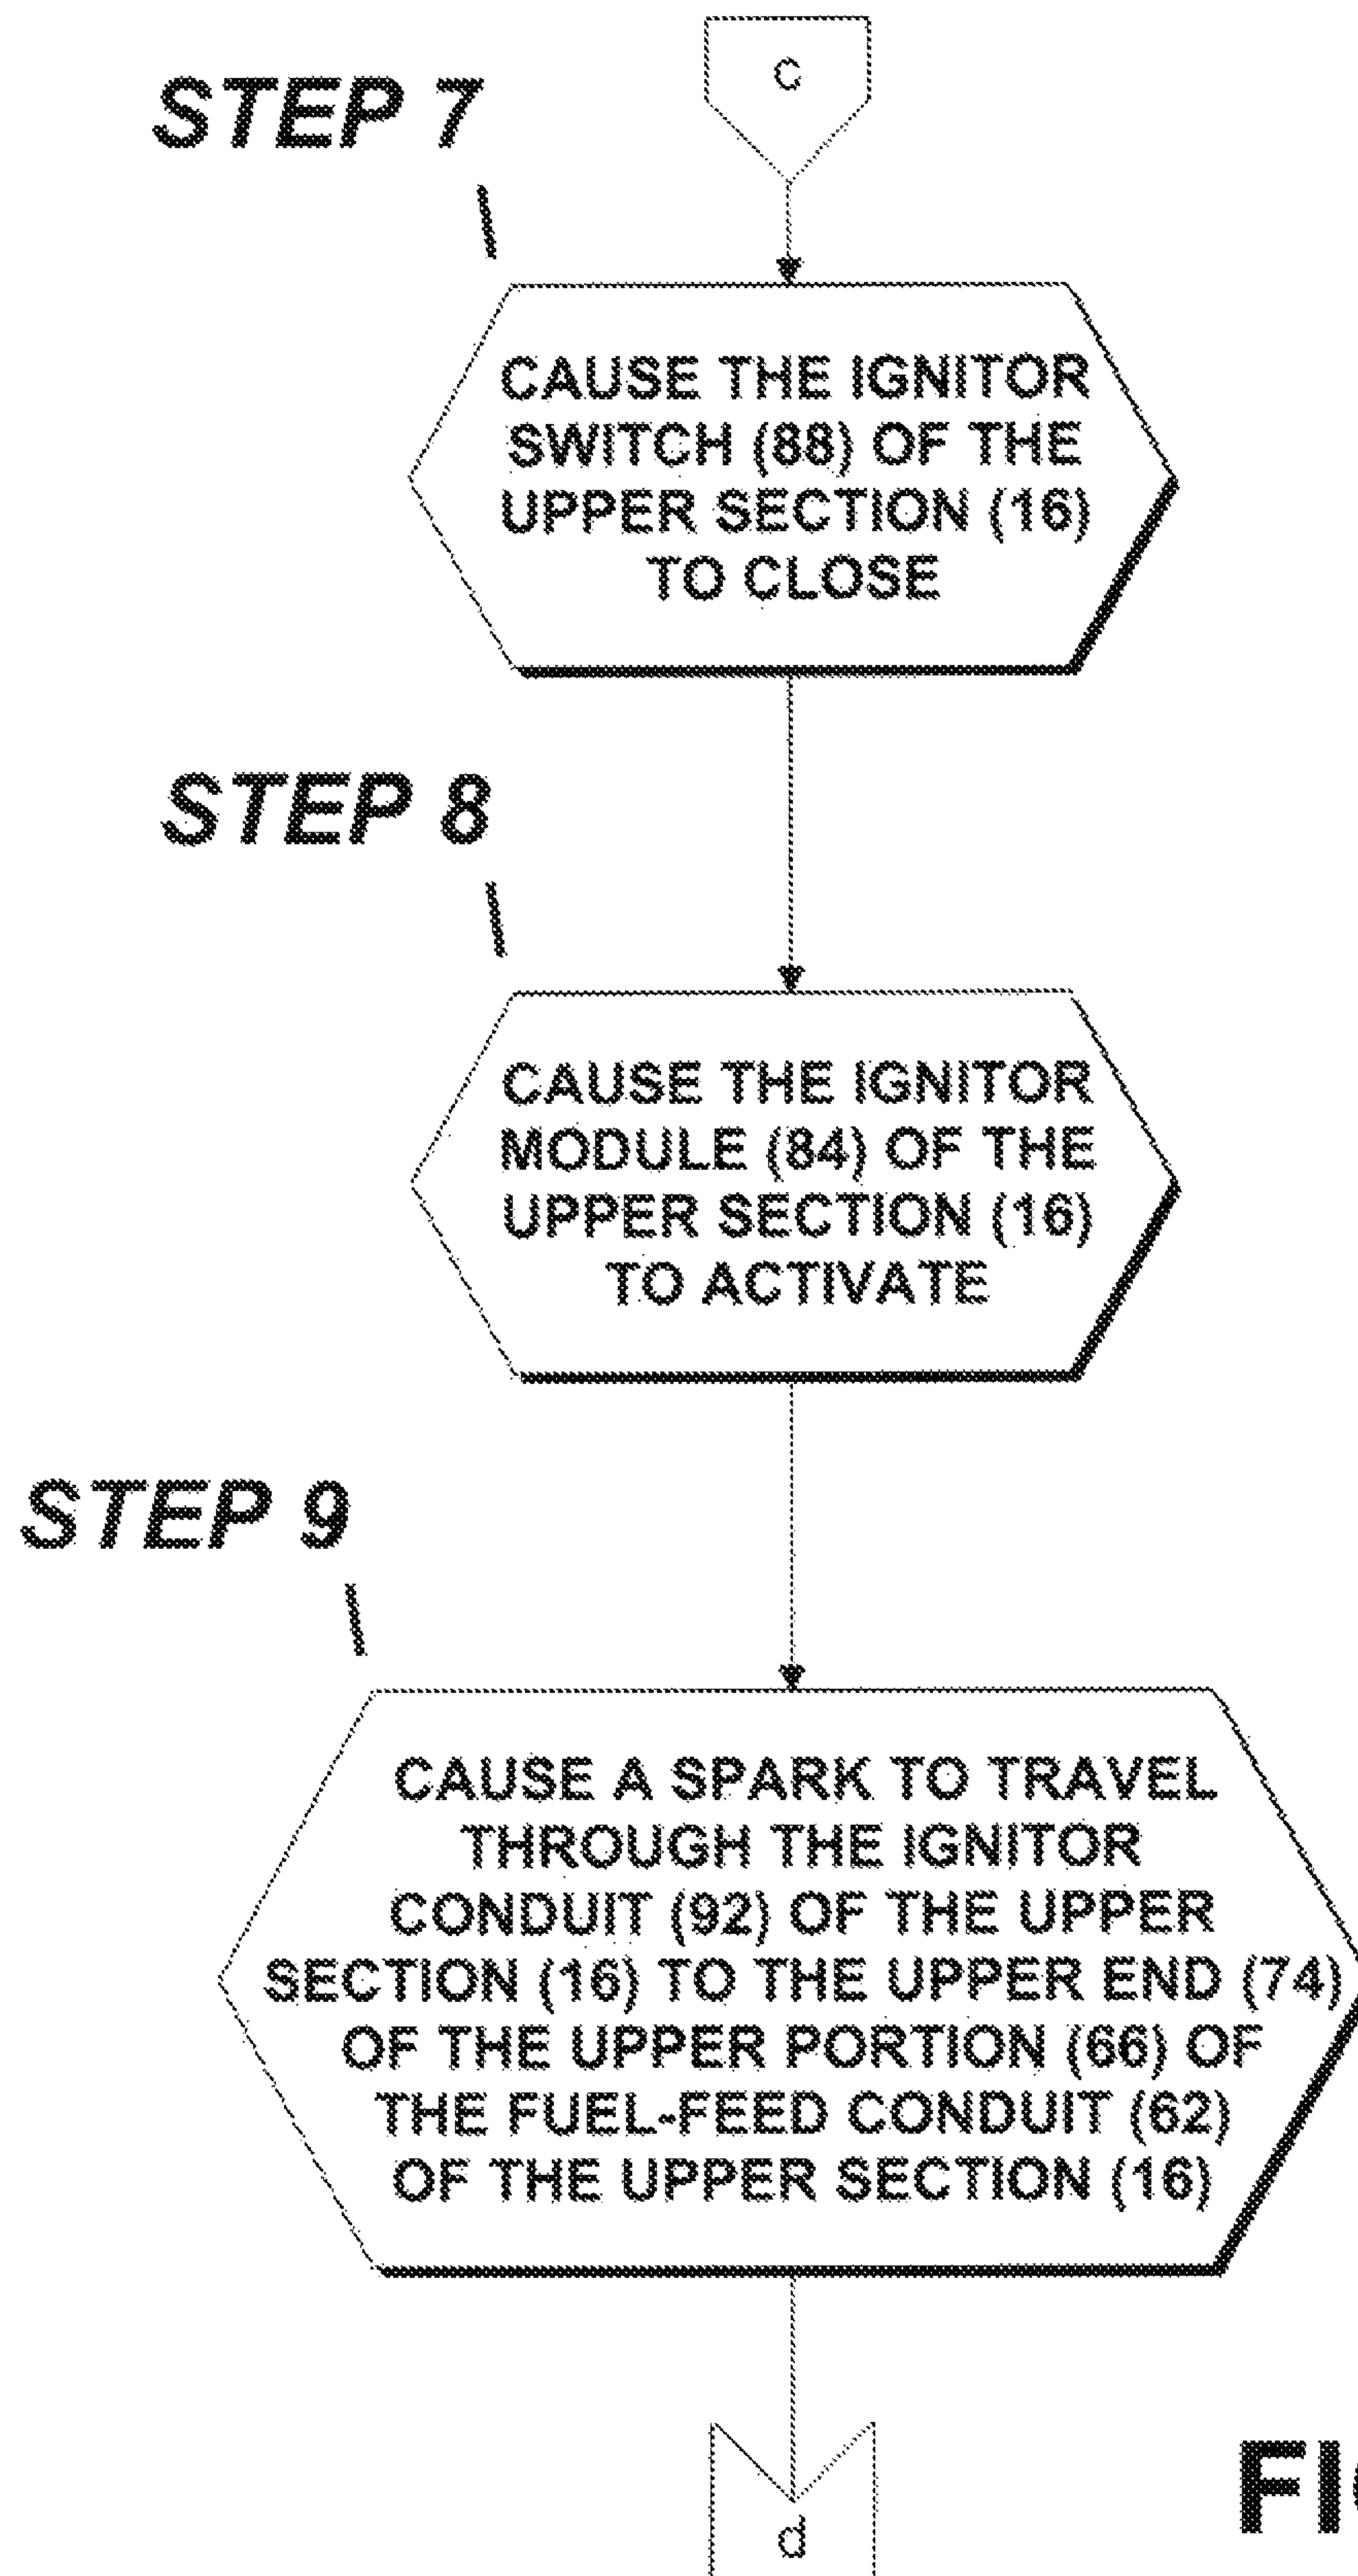 c
STEP 7
CAUSE THE IGNITOR
SWITCH (88) OF THE
UPPER SECTION (16)
TO CLOSE
STEP 8
CAUSE THE IGNITOR
MODULE (84) OF THE
UPPER SECTION (16)
TO ACTIVATE
STEP 9
CAUSE A SPARK TO TRAVEL
THROUGH THE IGNITOR
CONDUIT (92) OF THE UPPER
SECTION (16) TO THE UPPER END (74)
OF THE UPPER PORTION (66) OF
THE FUEL-FEED CONDUIT (62)
OF THE UPPER SECTION (16)
d